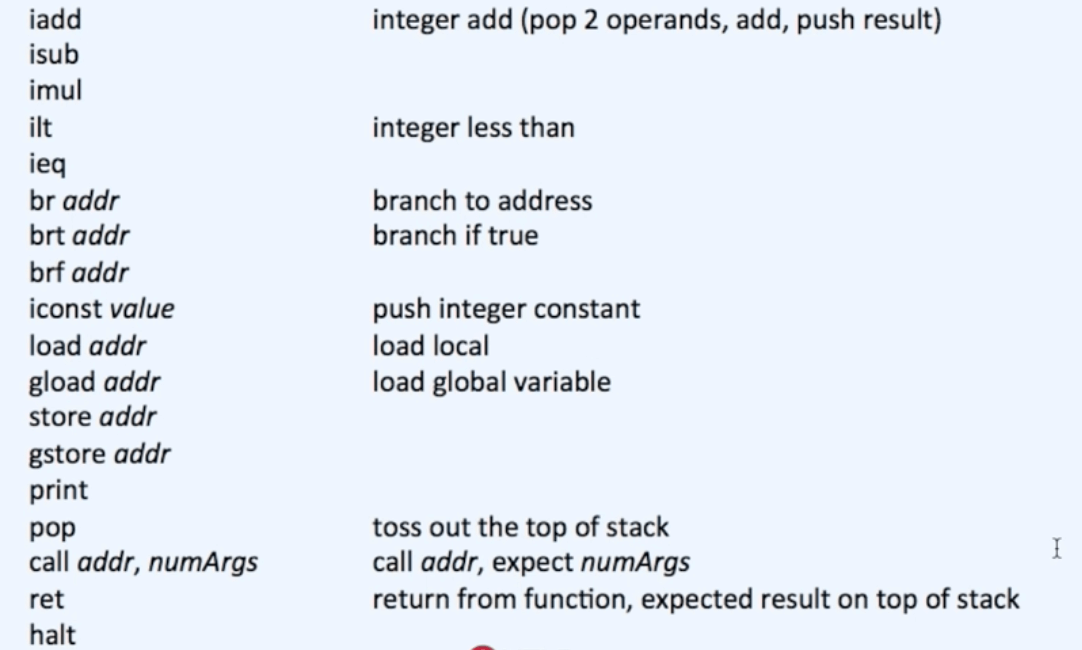 iadd integer add (pop 2 operands, add, push result)
isub
imul
ilt integer less than
ieq
br addr branch to address
brt addr branch if true
brf addr
iconst value push integer constant
load addr load local
gload addr load global variable
store addr
gstore addr
print
pop toss out the top of stack
call addr, numArgs call addr, expect numArgs
ret return from function, expected result on top of stack
halt